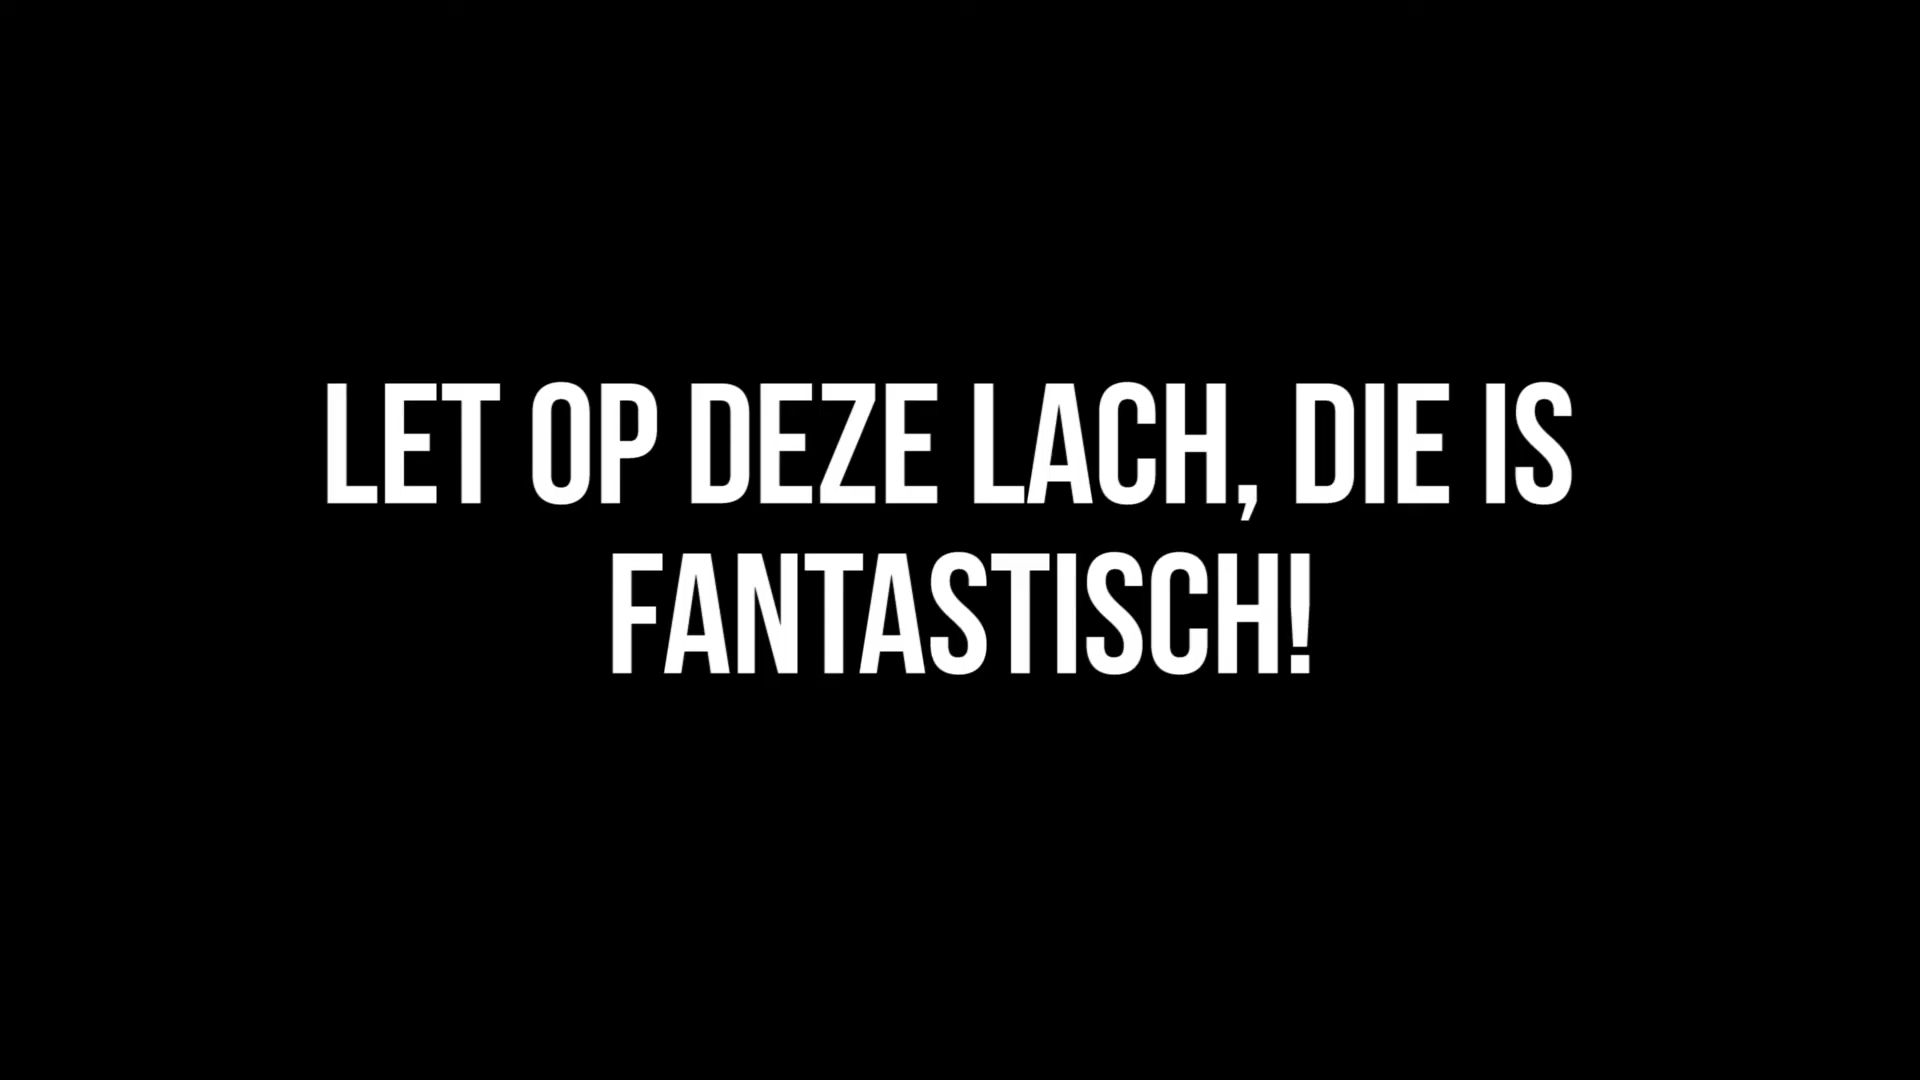 LET OP DEZE LACH, DIE IS
FANTASTISCH!